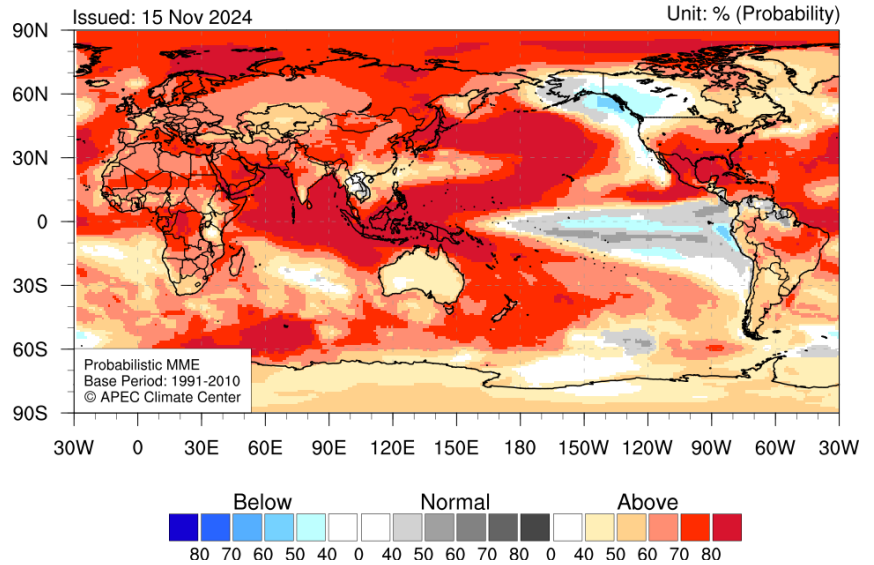 Issued: 15 Nov 2024 Unit: % (Probability)
90N
60N
30N
0
30S
60S
90S
Probabilistic MME
Base Period: 1991-2010
© APEC Climate Center
30W 0 30E 60E 90E 120E 150E 180 150W 120W 90W 60W 30W
Below Normal Above
80 70 60 50 40 0 40 50 60 70 80 0 40 50 60 70 80